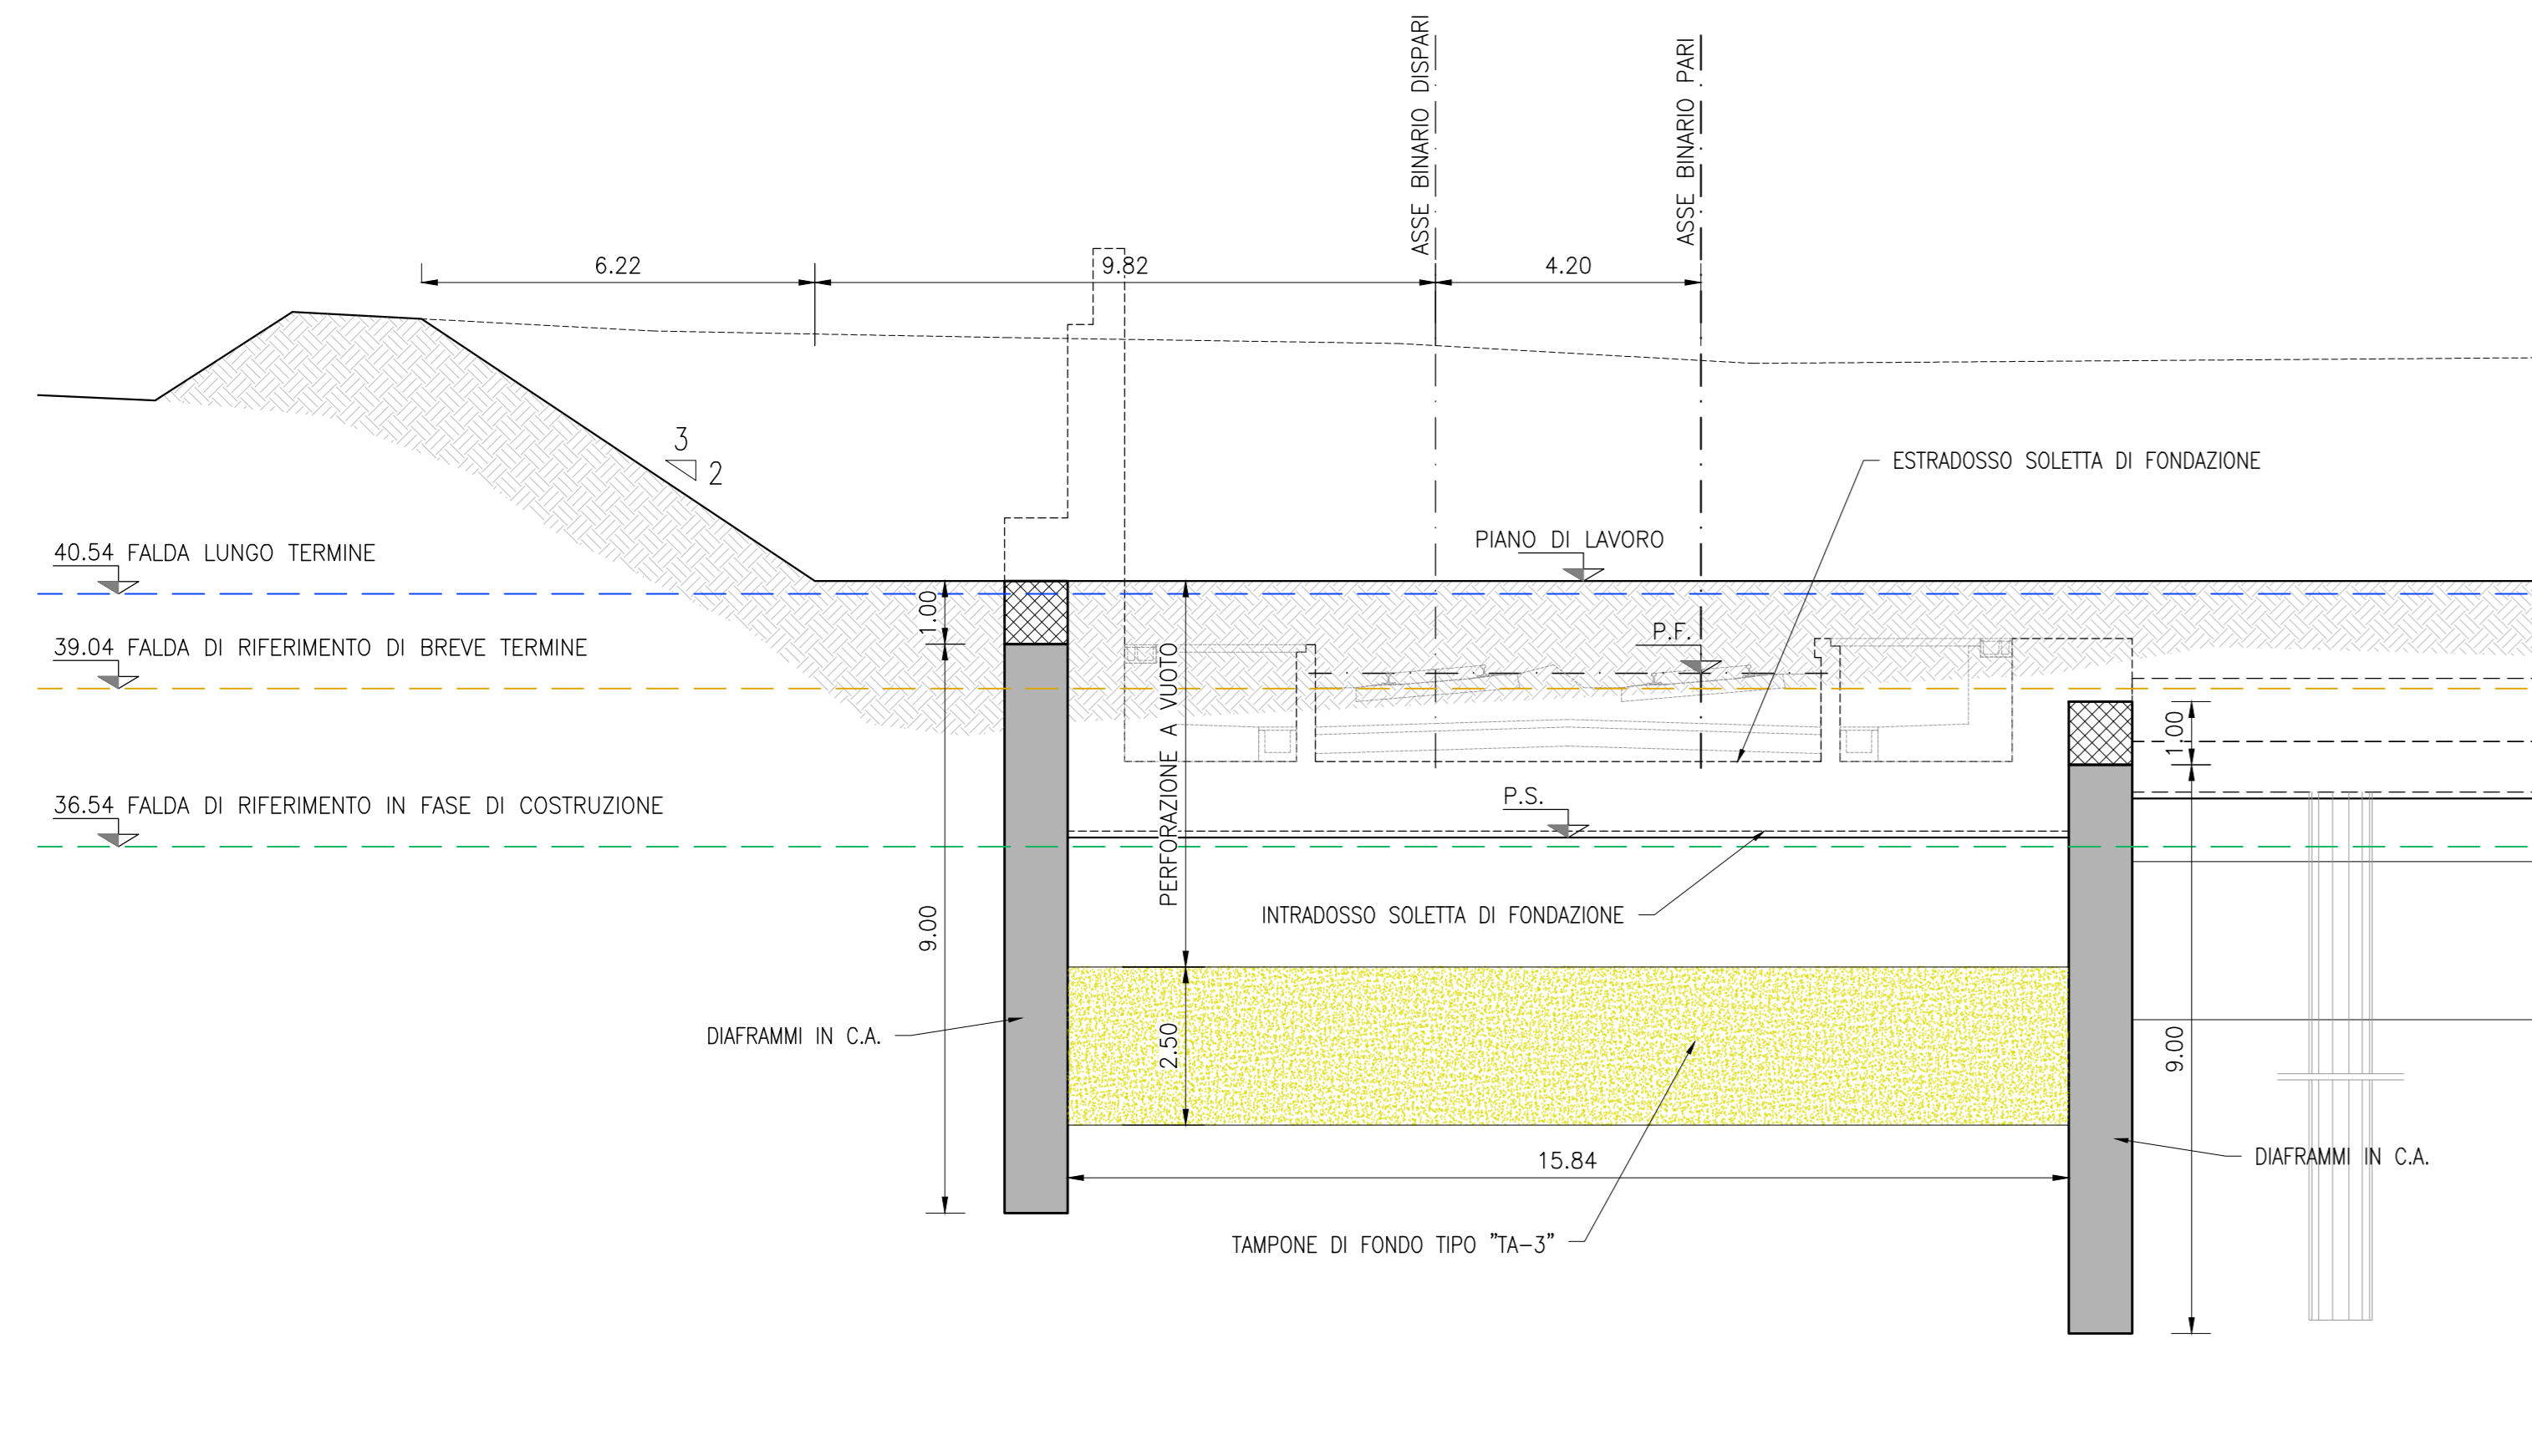 ASSE BINARIO DISPARI
ASSE BINARIO PARI
6.22
9.82
4.20
3
2
ESTRADOSSO SOLETTA DI FONDAZIONE
PIANO DI LAVORO
40.54 FALDA LUNGO TERMINE
1.00
P.F.
39.04 FALDA DI RIFERIMENTO DI BREVE TERMINE
PERFORAZIONE A VUOTO
1.00
P.S.
36.54 FALDA DI RIFERIMENTO IN FASE DI COSTRUZIONE
INTRADOSSO SOLETTA DI FONDAZIONE
9.00
DIAFRAMMI IN C.A.
2.50
9.00
15.84
DIAFRAMMI IN C.A.
TAMPONE DI FONDO TIPO "TA-3"